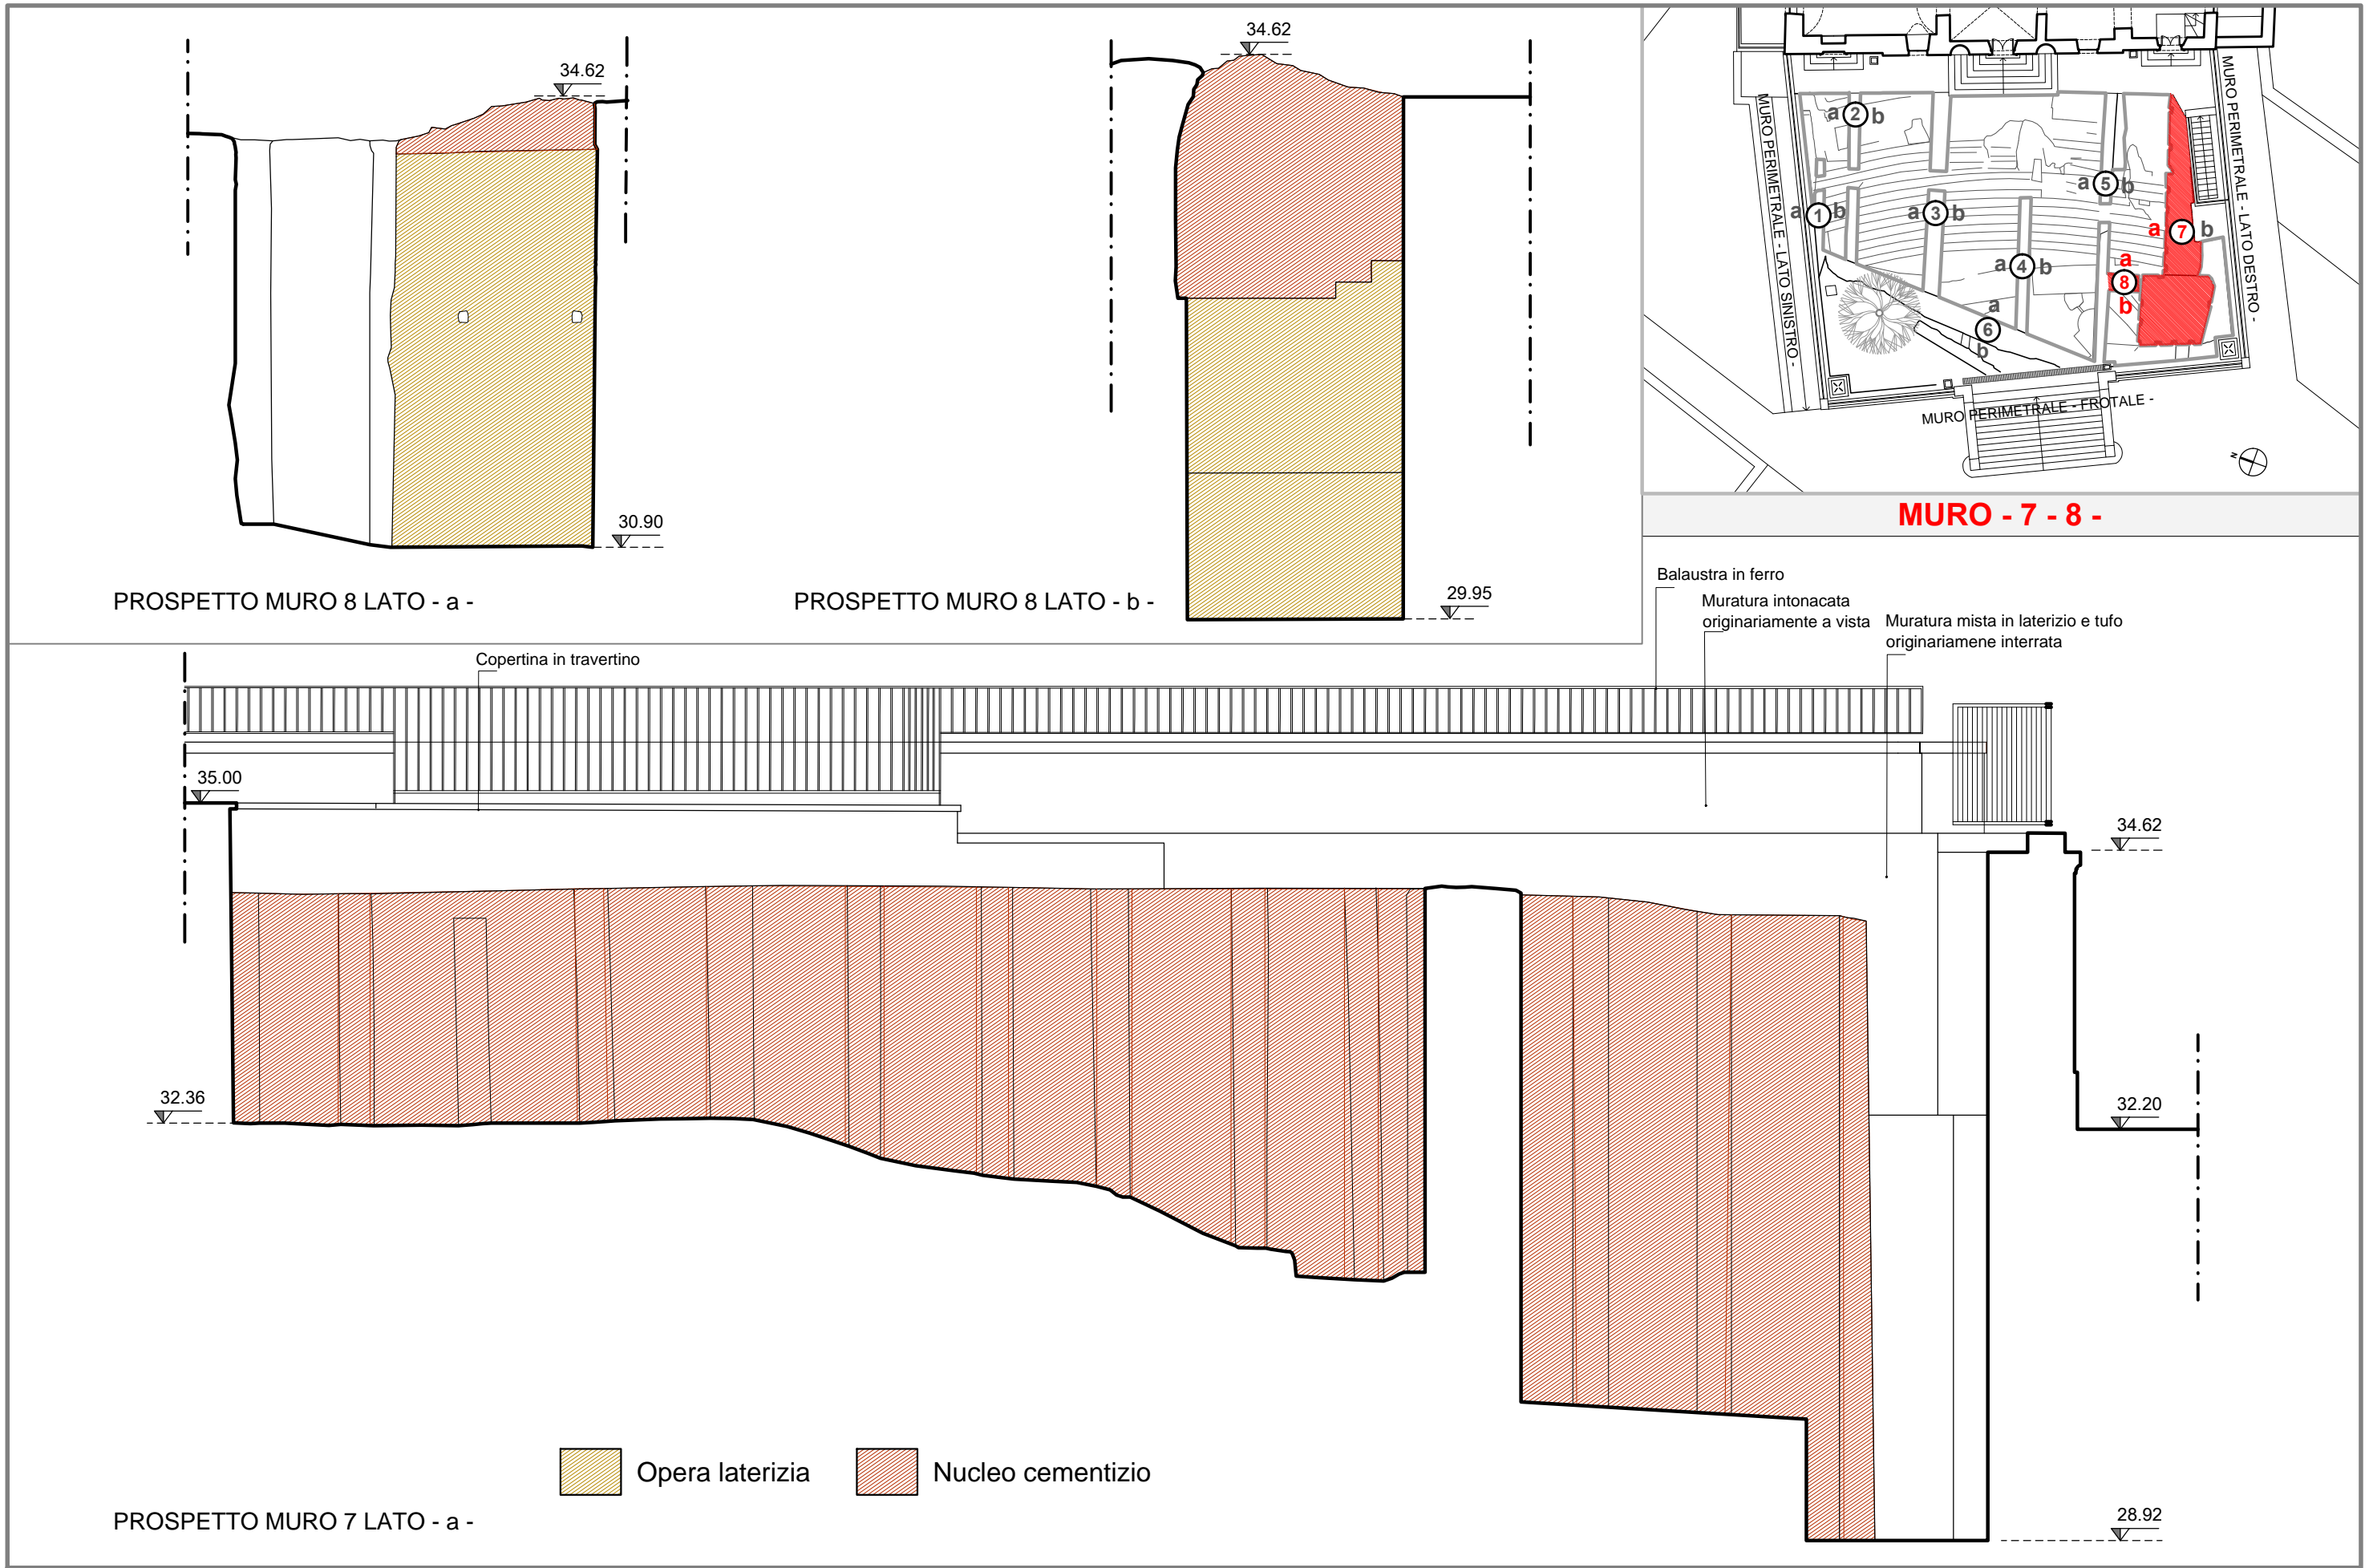 34.62
30.90
PROSPETTO MURO 8 LATO - a -
34.62
29.95
PROSPETTO MURO 8 LATO - b -
MURO PERIMETRALE - LATO SINISTRO -
MURO PERIMETRALE - LATO DESTRO -
MURO PERIMETRALE - FROTALE -
a 2 b
a 5 b
a 1 b
a 3 b
a 7 b
a 4 b
a
8
b
a
6
b
N
MURO - 7 - 8 -
Balaustra in ferro
Muratura intonacata
originariamente a vista
Muratura mista in laterizio e tufo
originariamene interrata
Copertina in travertino
35.00
34.62
32.36
32.20
28.92
Opera laterizia
Nucleo cementizio
PROSPETTO MURO 7 LATO - a -